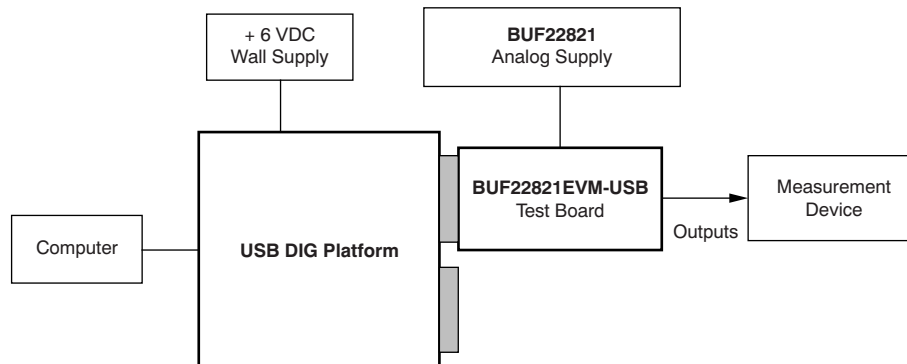 + 6 VDC
Wall Supply
BUF22821
Analog Supply
BUF22821EVM-USB
Test Board
Measurement
Device
Outputs
Computer
USB DIG Platform